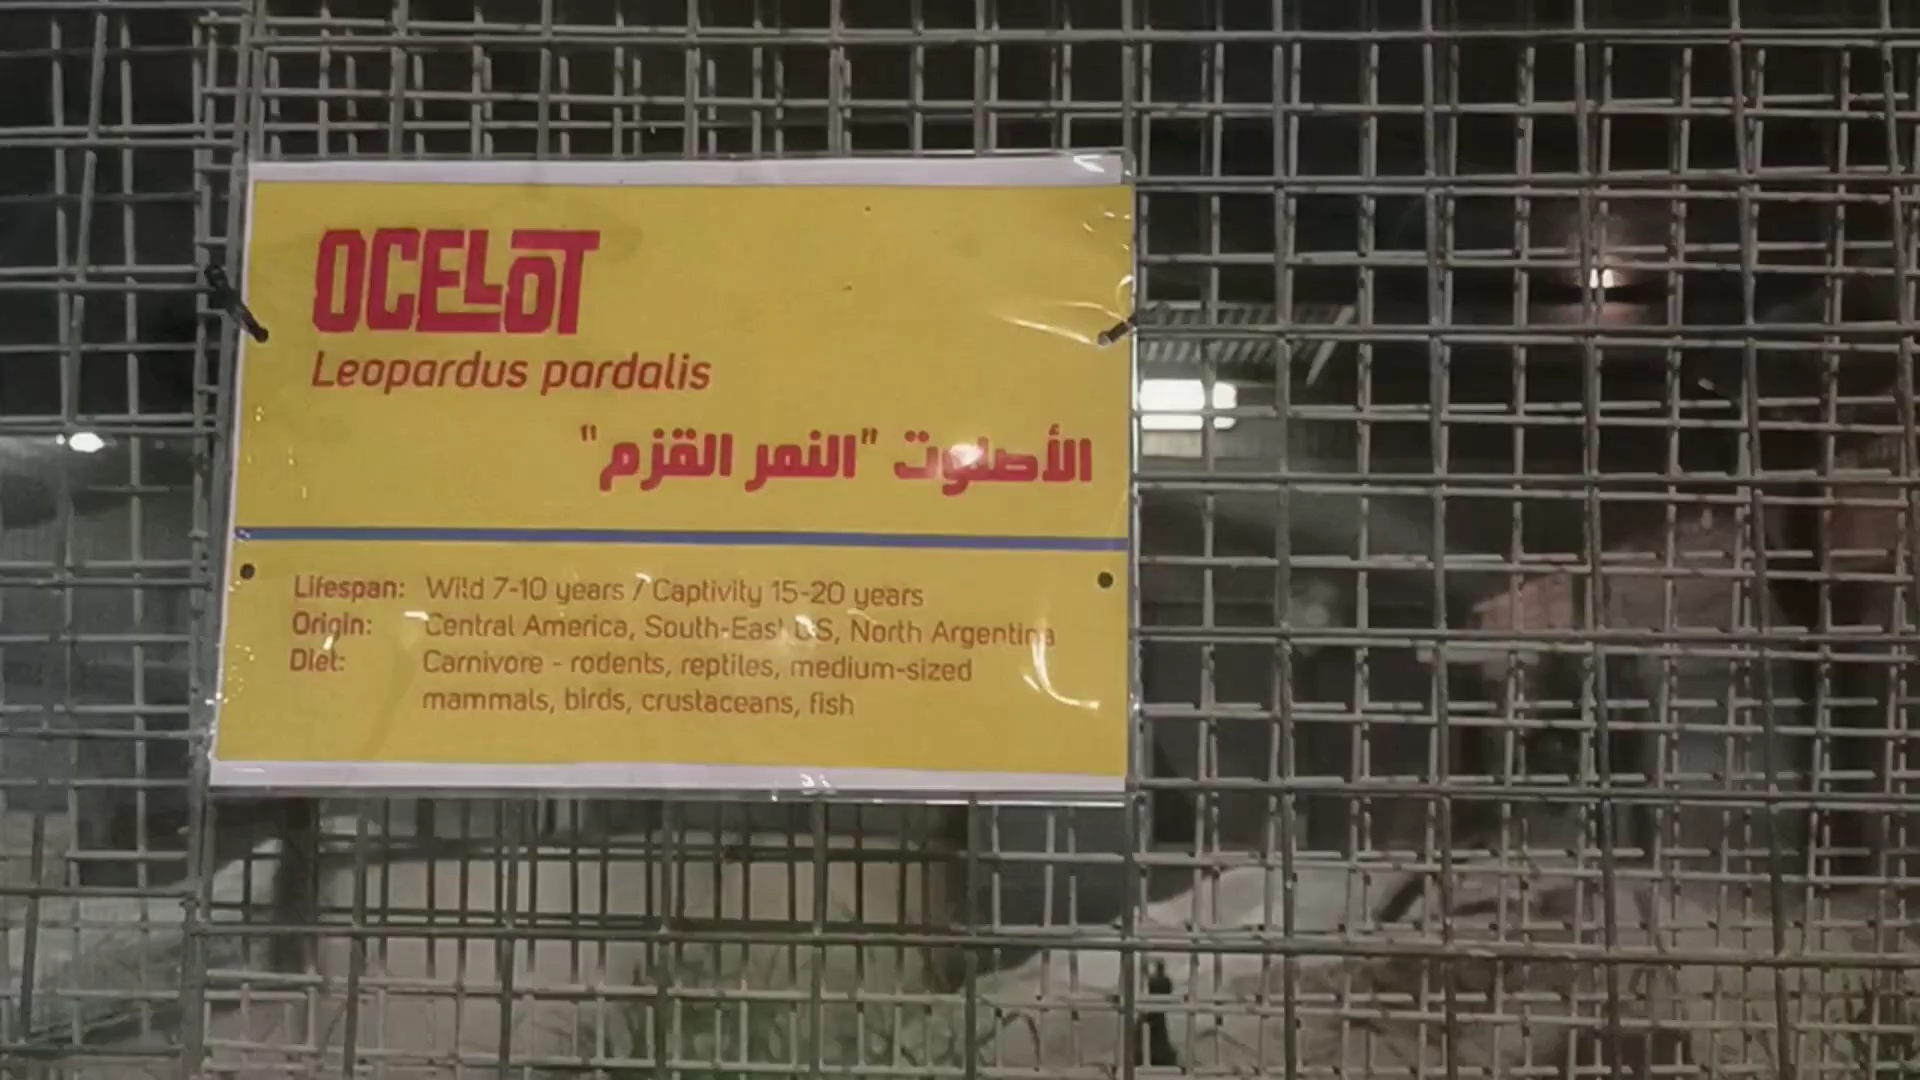 OCELOT
Leopardus pardalis
الأصلوت "النمر القزم"
Lifespan: Wild 7-10 years / Captivity 15-20 years
Origin: Central America, South-East US, North Argentina
Diet: Carnivore - rodents, reptiles, medium-sized
mammals, birds, crustaceans, fish